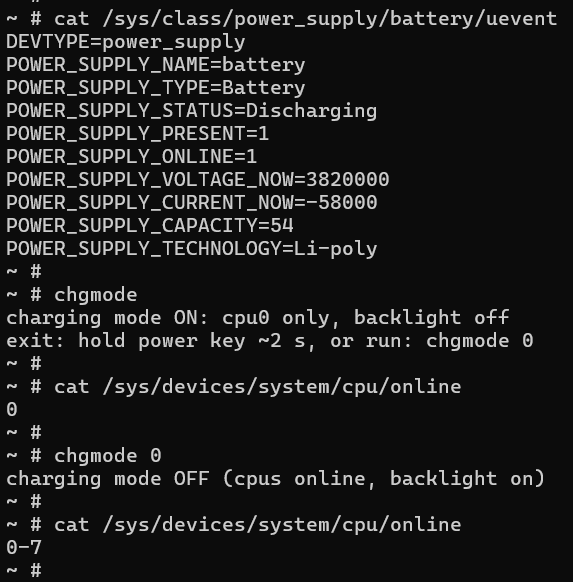 ~ # cat /sys/class/power_supply/battery/uevent
DEVTYPE=power_supply
POWER_SUPPLY_NAME=battery
POWER_SUPPLY_TYPE=Battery
POWER_SUPPLY_STATUS=Discharging
POWER_SUPPLY_PRESENT=1
POWER_SUPPLY_ONLINE=1
POWER_SUPPLY_VOLTAGE_NOW=3820000
POWER_SUPPLY_CURRENT_NOW=-58000
POWER_SUPPLY_CAPACITY=54
POWER_SUPPLY_TECHNOLOGY=Li-poly
~ #
~ # chgmode
charging mode ON: cpu0 only, backlight off
exit: hold power key ~2 s, or run: chgmode 0
~ #
~ # cat /sys/devices/system/cpu/online
0
~ #
~ # chgmode 0
charging mode OFF (cpus online, backlight on)
~ #
~ # cat /sys/devices/system/cpu/online
0-7
~ #